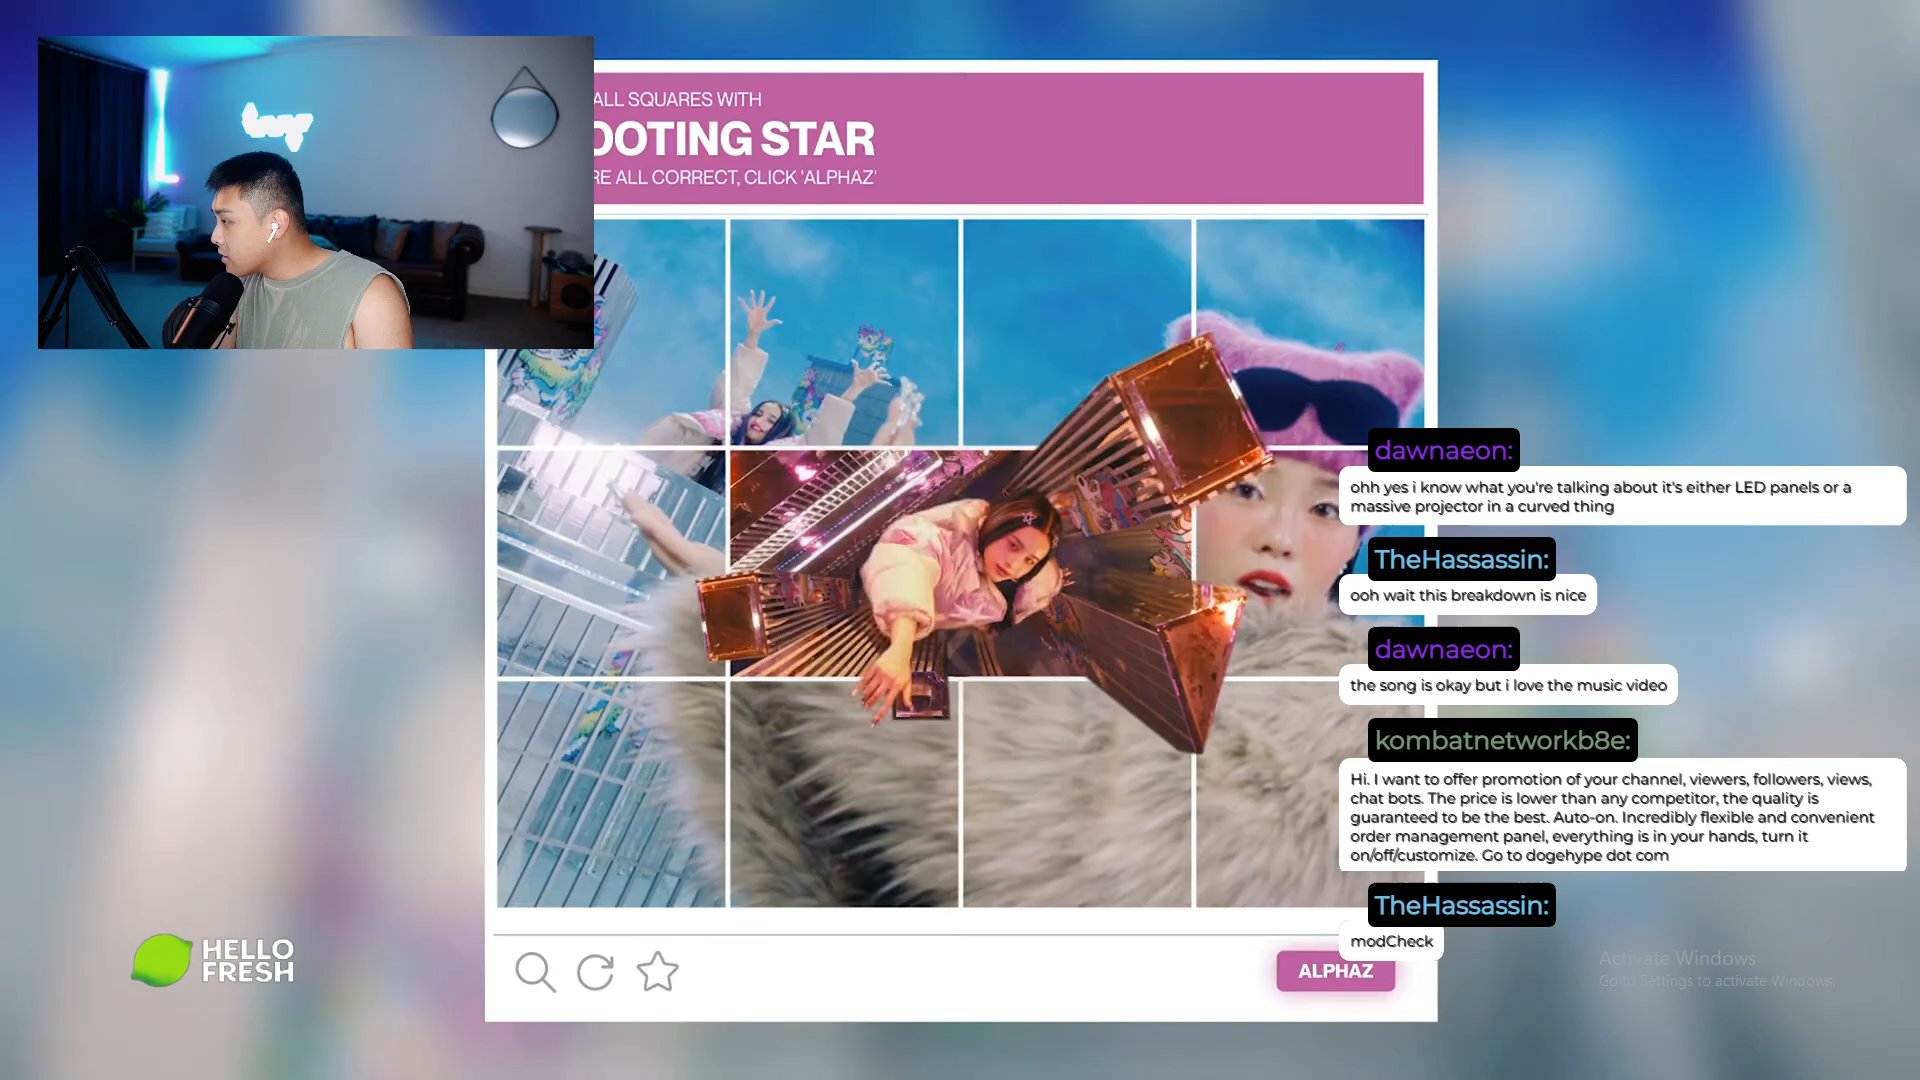 ALL SQUARES WITH
OOTING STAR
RE ALL CORRECT, CLICK 'ALPHAZ'
dawnaeon:
ohh yes i know what you're talking about it's either LED panels or a
massive projector in a curved thing
TheHassassin:
ooh wait this breakdown is nice
dawnaeon:
the song is okay but i love the music video
kombatnetworkb8e:
Hi. I want to offer promotion of your channel, viewers, followers, views,
chat bots. The price is lower than any competitor, the quality is
guaranteed to be the best. Auto-on. Incredibly flexible and convenient
order management panel, everything is in your hands, turn it
on/off/customize. Go to dogehype dot com
TheHassassin:
modCheck
HELLO
FRESH
ALPHAZ
Activate Windows
Go to Settings to activate Windows.